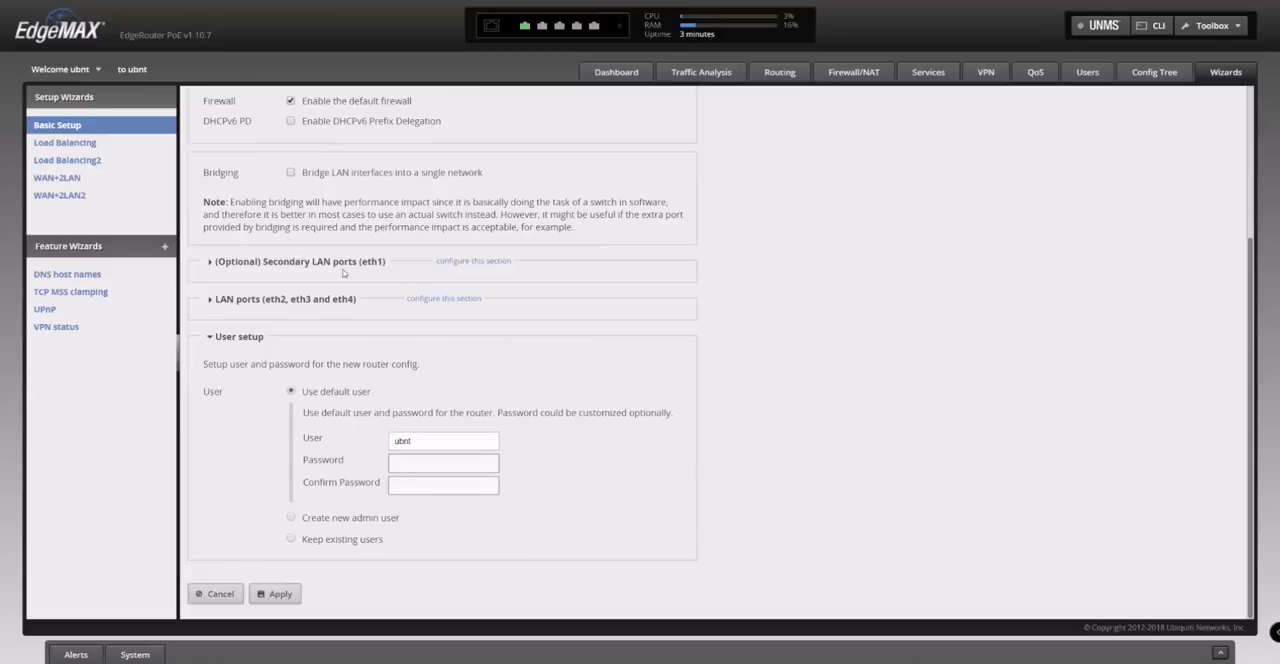 EdgeMAX
EdgeRouter PoE v1.10.7
CPU: 3%
RAM: 16%
Uptime: 3 minutes
UNMS
CLI
Toolbox
Welcome ubnt
to ubnt
Dashboard
Traffic Analysis
Routing
Firewall/NAT
Services
VPN
QoS
Users
Config Tree
Wizards
Setup Wizards
Basic Setup
Load Balancing
Load Balancing2
WAN+2LAN
WAN+2LAN2
Feature Wizards +
DNS host names
TCP MSS clamping
UPnP
VPN status
Firewall Enable the default firewall
DHCPv6 PD Enable DHCPv6 Prefix Delegation
Bridging Bridge LAN interfaces into a single network
Note: Enabling bridging will have performance impact since it is basically doing the task of a switch in software,
and therefore it is better in most cases to use an actual switch instead. However, it might be useful if the extra port
provided by bridging is required and the performance impact is acceptable, for example.
(Optional) Secondary LAN ports (eth1) configure this section
LAN ports (eth2, eth3 and eth4) configure this section
User setup
Setup user and password for the new router config.
User Use default user
Use default user and password for the router. Password could be customized optionally.
User ubnt
Password
Confirm Password
Create new admin user
Keep existing users
Cancel
Apply
© Copyright 2012-2018 Ubiquiti Networks, Inc.
Alerts
System